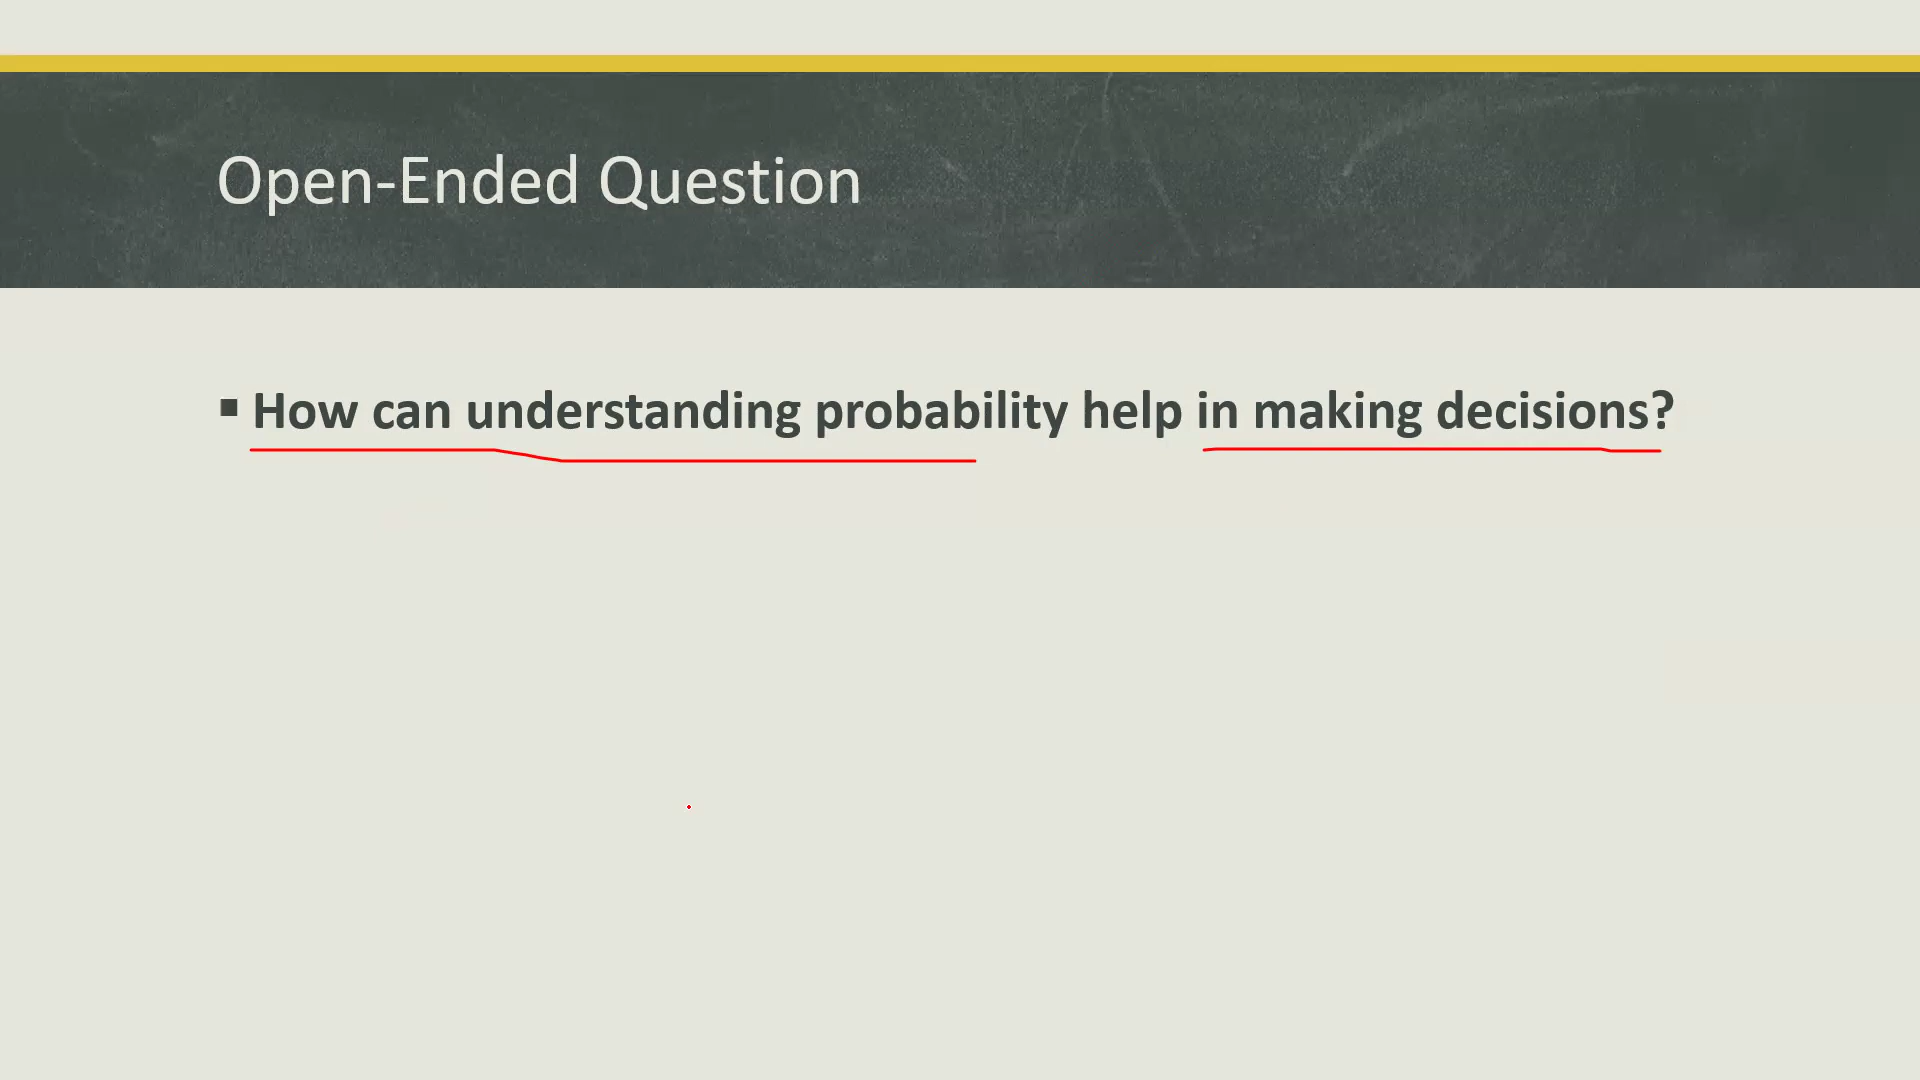 Open-Ended Question
▪ How can understanding probability help in making decisions?